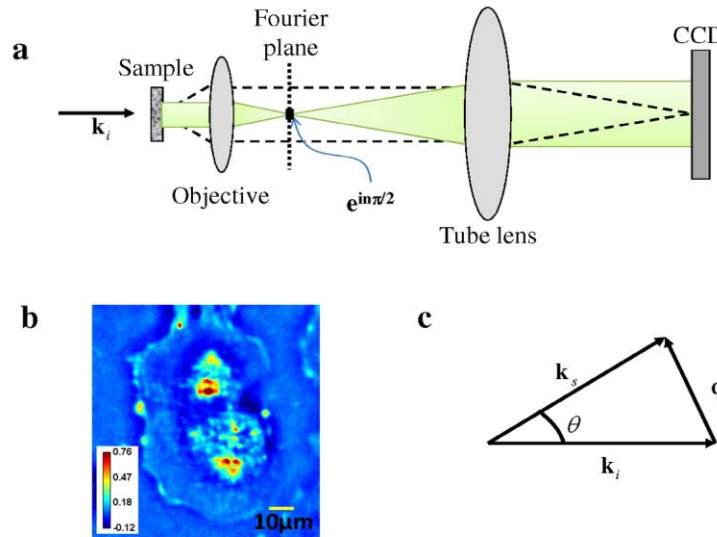 a
Sample
Fourier
plane
CCD
k_i
Objective
e^{inπ/2}
Tube lens
b
0.76
0.47
0.18
-0.12
10µm
c
k_s
θ
k_i